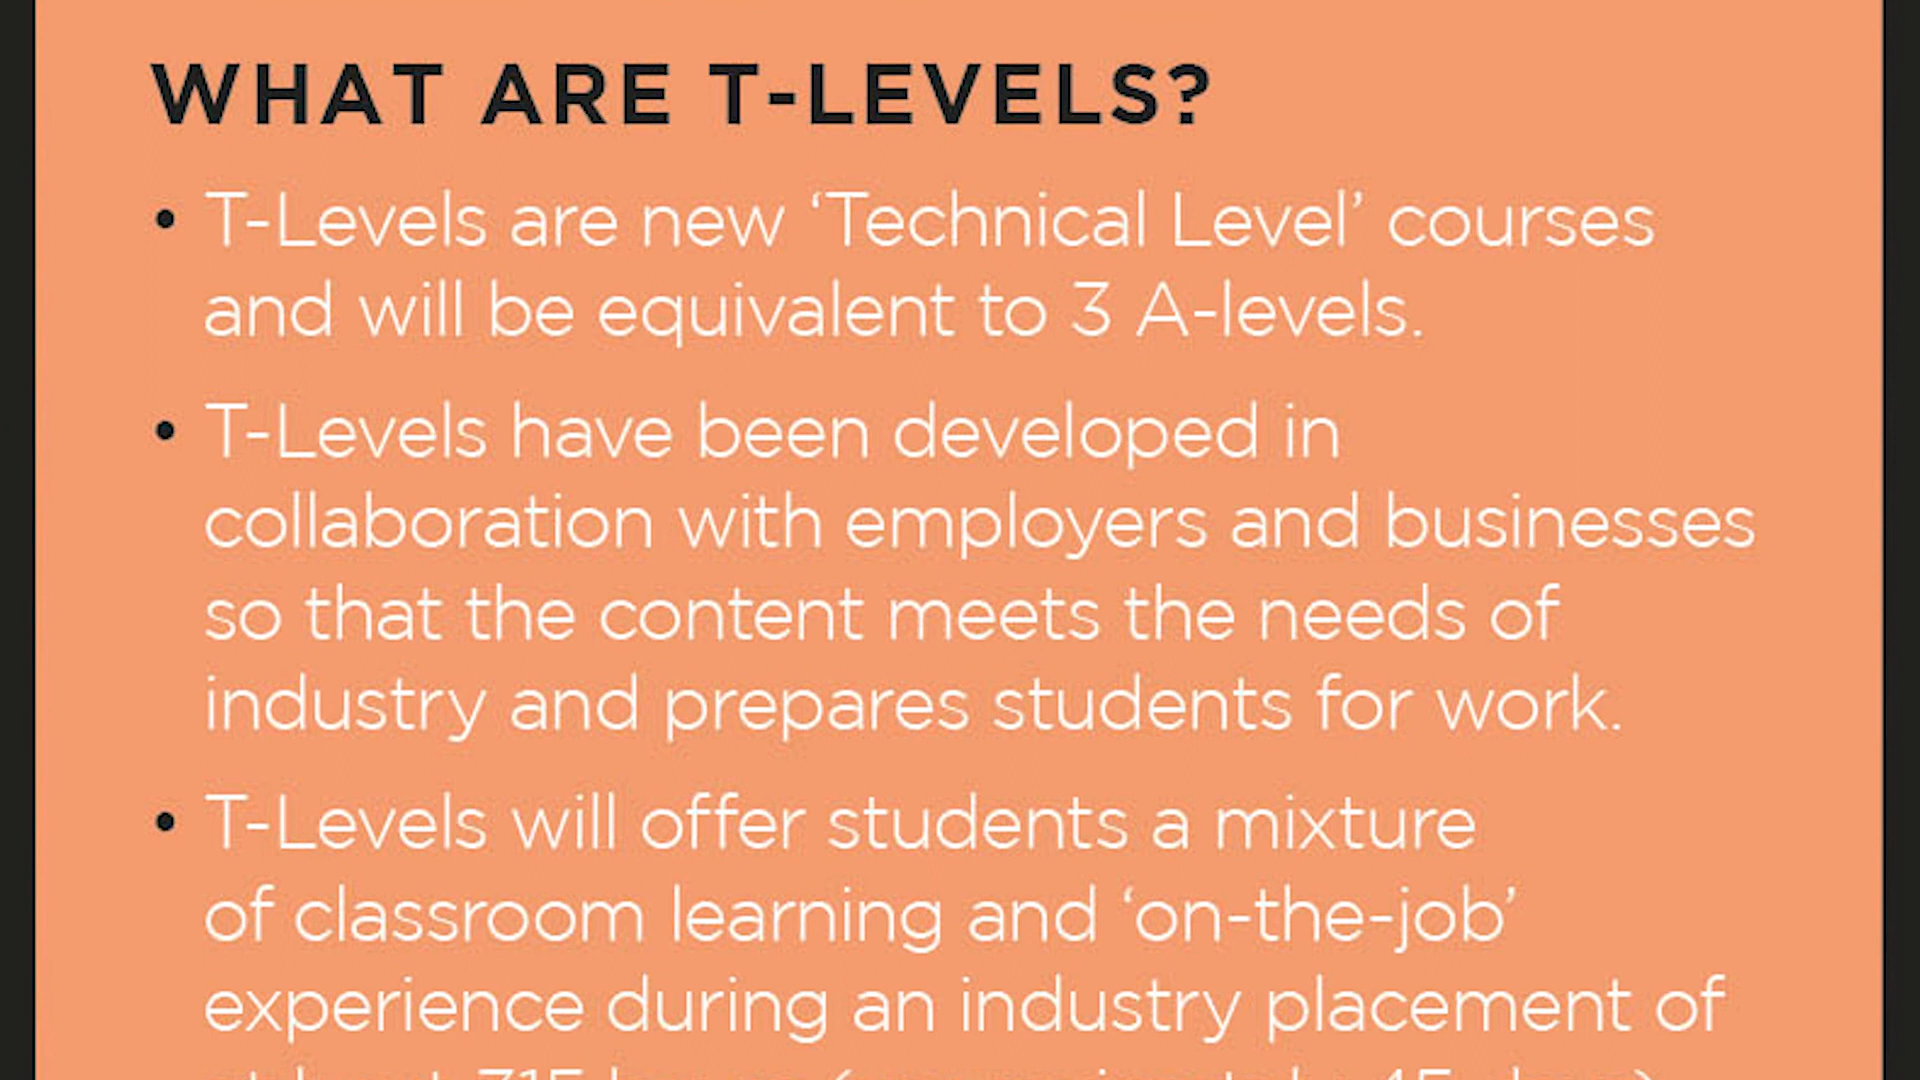 WHAT ARE T-LEVELS?
• T-Levels are new ‘Technical Level’ courses
and will be equivalent to 3 A-levels.
• T-Levels have been developed in
collaboration with employers and businesses
so that the content meets the needs of
industry and prepares students for work.
• T-Levels will offer students a mixture
of classroom learning and ‘on-the-job’
experience during an industry placement of